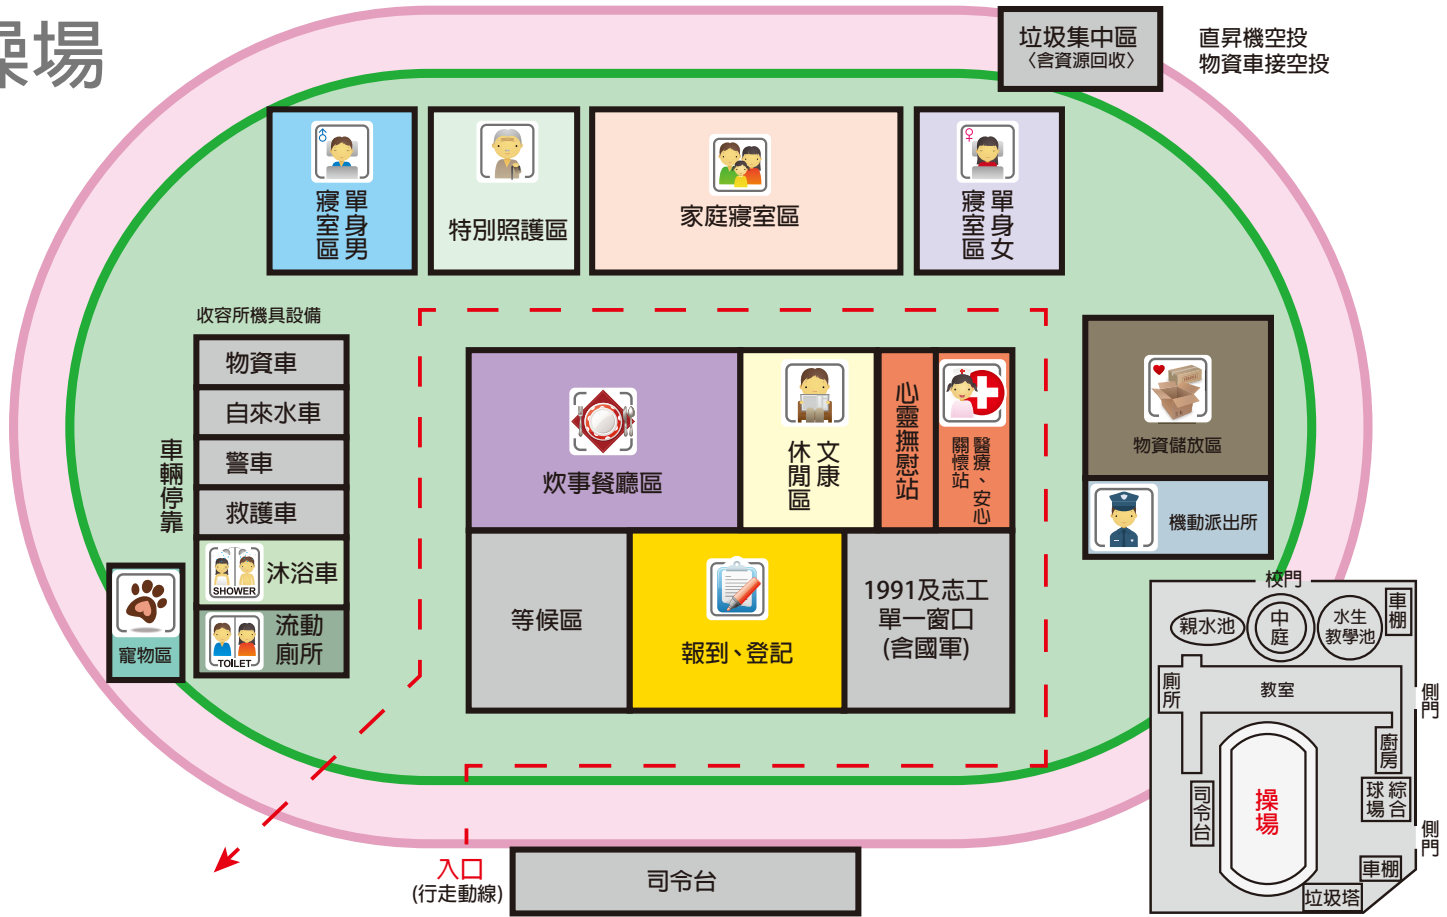 操場
垃圾集中區
〈含資源回收〉
直昇機空投
物資車接空投
單身男
寢室區
特別照護區
家庭寢室區
單身女
寢室區
收容所機具設備
物資車
自來水車
警車
救護車
SHOWER
沐浴車
TOILET
流動
廁所
車輛停靠
寵物區
炊事餐廳區
文康
休閒區
心靈撫慰站
醫療、安心
關懷站
等候區
報到、登記
1991及志工
單一窗口
(含國軍)
物資儲放區
機動派出所
入口
(行走動線)
司令台
校門
親水池
中庭
水生
教學池
車棚
廁所
教室
側門
廚房
司令台
操場
綜合
球場
側門
車棚
垃圾塔